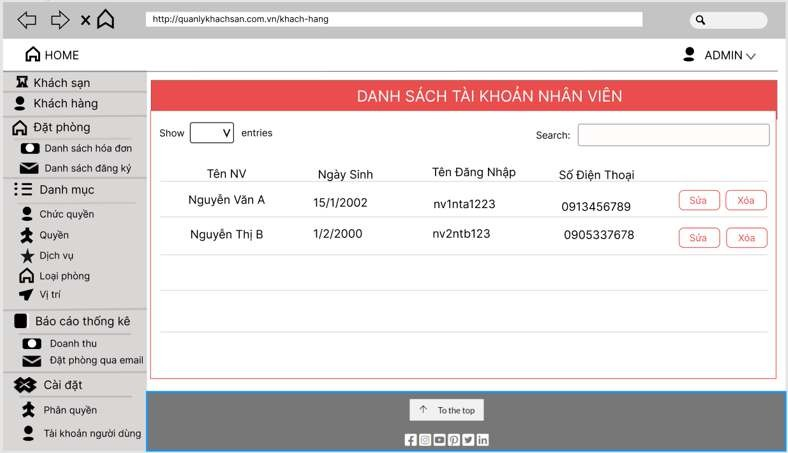 http://quanlykhachsan.com.vn/khach-hang
HOME
ADMIN
Khách sạn
Khách hàng
Đặt phòng
Danh sách hóa đơn
Danh sách đăng ký
Danh mục
Chức quyền
Quyền
Dịch vụ
Loại phòng
Vị trí
Báo cáo thống kê
Doanh thu
Đặt phòng qua email
Cài đặt
Phân quyền
Tài khoản người dùng
DANH SÁCH TÀI KHOẢN NHÂN VIÊN
Show entries
Search:
Tên NV Ngày Sinh Tên Đăng Nhập Số Điện Thoại
Nguyễn Văn A 15/1/2002 nv1nta1223 0913456789 Sửa Xóa
Nguyễn Thị B 1/2/2000 nv2ntb123 0905337678 Sửa Xóa
To the top